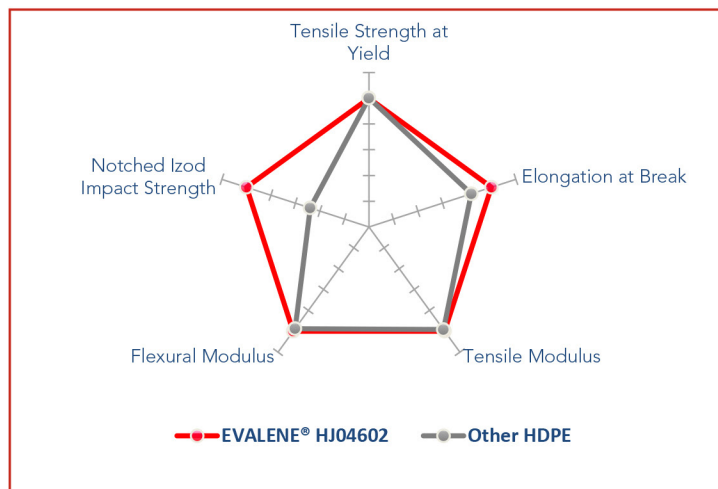 Tensile Strength at
Yield
Notched Izod
Impact Strength
Elongation at Break
Flexural Modulus
Tensile Modulus
EVALENE® HJ04602
Other HDPE